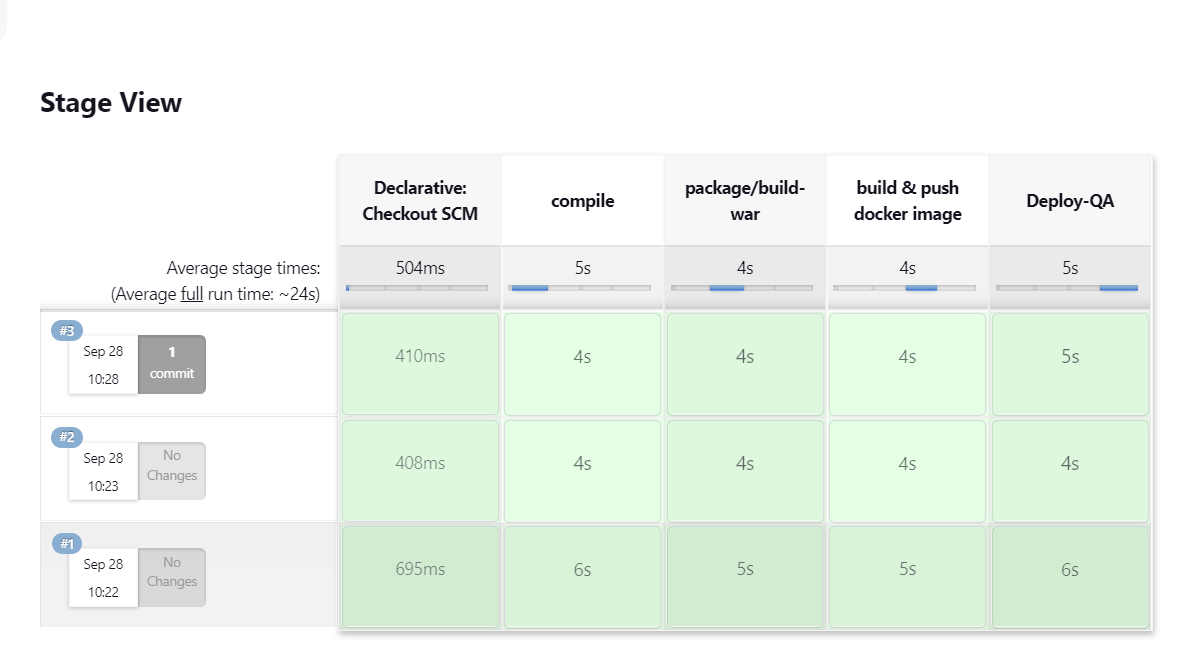 Stage View
Declarative:
Checkout SCM
compile
package/build-
war
build & push
docker image
Deploy-QA
Average stage times:
(Average full run time: ~24s)
504ms
5s
4s
4s
5s
#3
Sep 28
10:28
1
commit
410ms
4s
4s
4s
5s
#2
Sep 28
10:23
No
Changes
408ms
4s
4s
4s
4s
#1
Sep 28
10:22
No
Changes
695ms
6s
5s
5s
6s